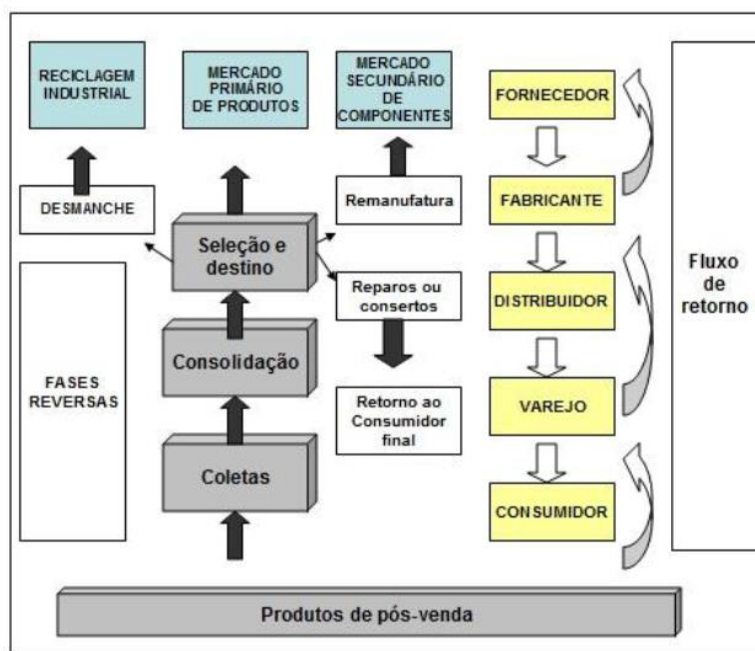 RECICLAGEM
INDUSTRIAL
MERCADO
PRIMÁRIO
DE PRODUTOS
MERCADO
SECUNDÁRIO
DE
COMPONENTES
FORNECEDOR
DESMANCHE
Seleção e
destino
Remanufatura
FABRICANTE
Reparos ou
consertos
DISTRIBUIDOR
Fluxo
de
retorno
FASES
REVERSAS
Consolidação
Retorno ao
Consumidor
final
VAREJO
Coletas
CONSUMIDOR
Produtos de pós-venda